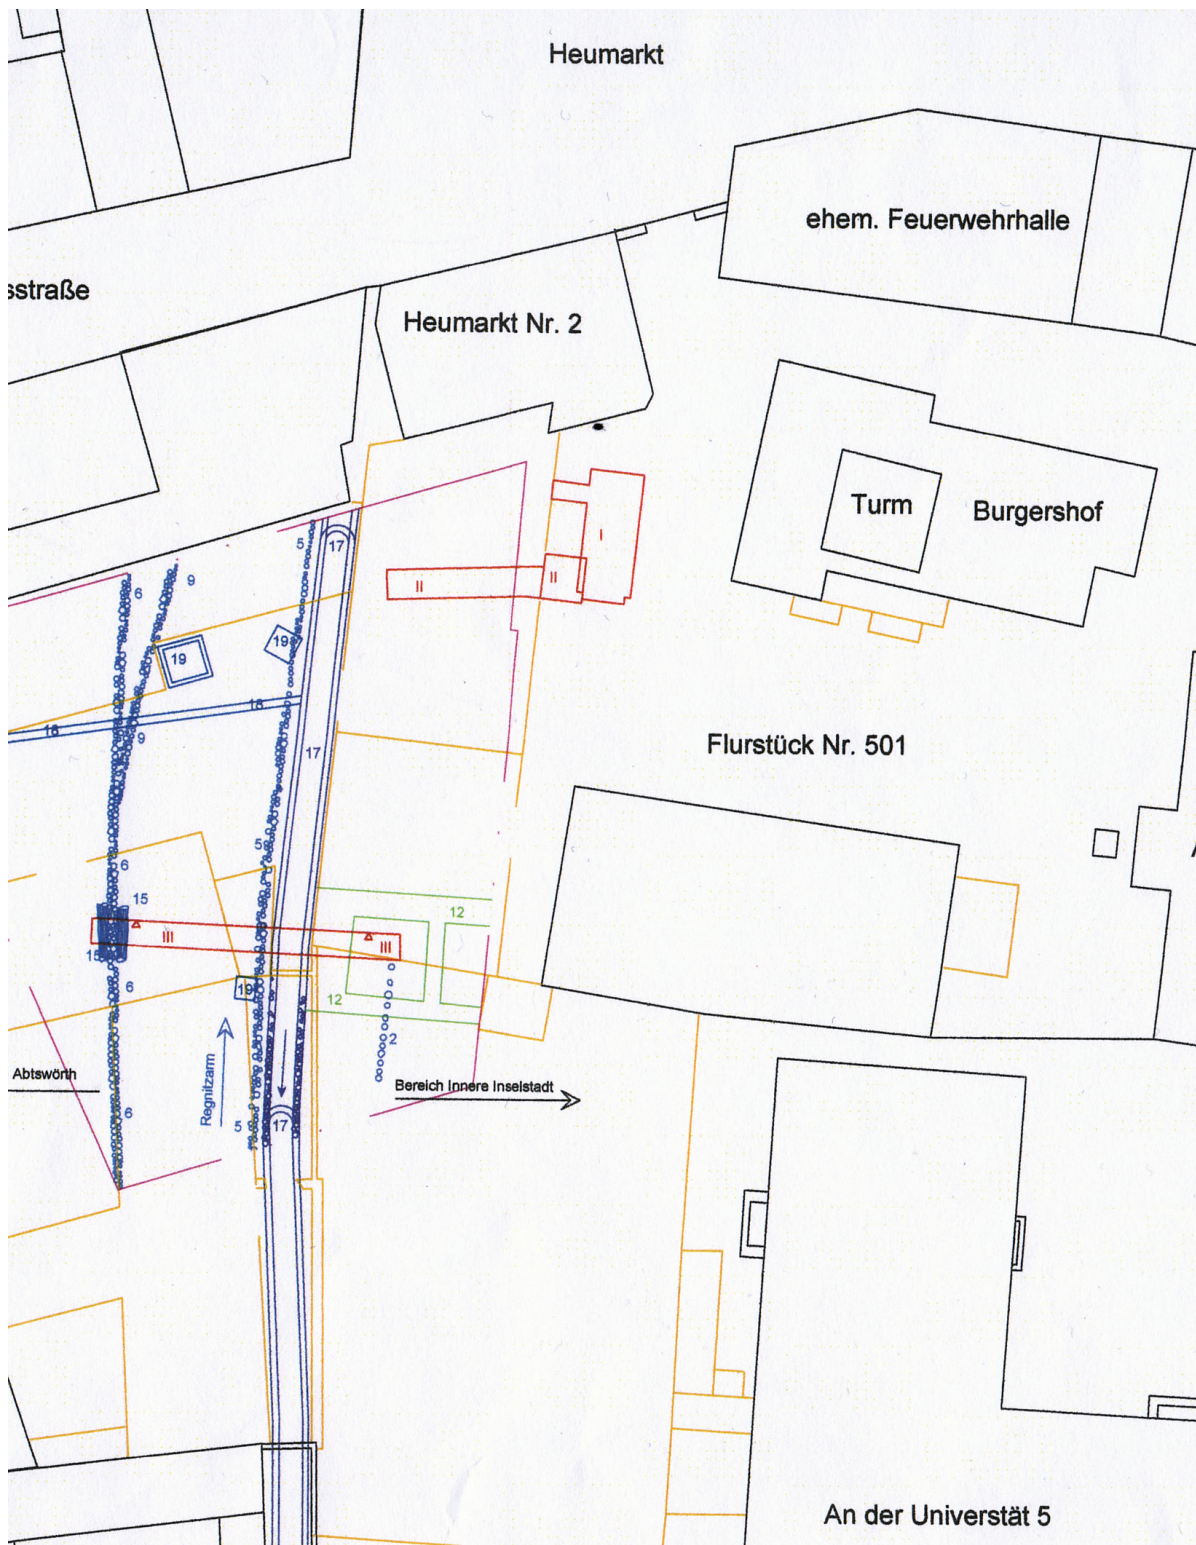 Heumarkt
ehem. Feuerwehrhalle
sstraße
Heumarkt Nr. 2
Turm
Burgershof
I
II
II
5
17
6
9
19
19
18
18
9
17
Flurstück Nr. 501
5
6
15
12
III
III
15
6
19
12
2
Regnitzarm
Abtswörth
Bereich Innere Inselstadt
6
5
17
An der Universtät 5